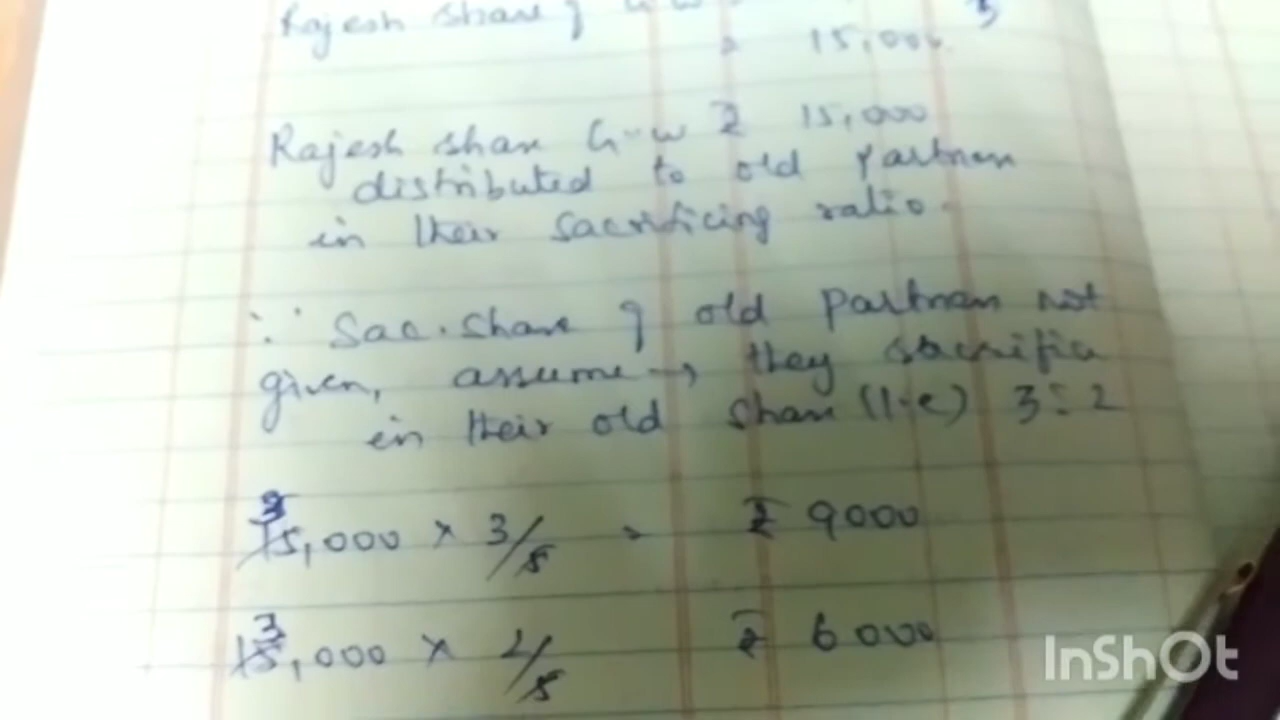 Rajesh share of G.W
= 15,000
Rajesh share G-W ₹ 15,000
distributed to old Partners
in their Sacrificing ratio.
∵ Sac. Share of old Partners not
given, assume → they sacrifice
in their old share (i.e) 3:2
3
15,000 × 3/5 = ₹ 9000
3
15,000 × 2/5 ₹ 6000
InShOt